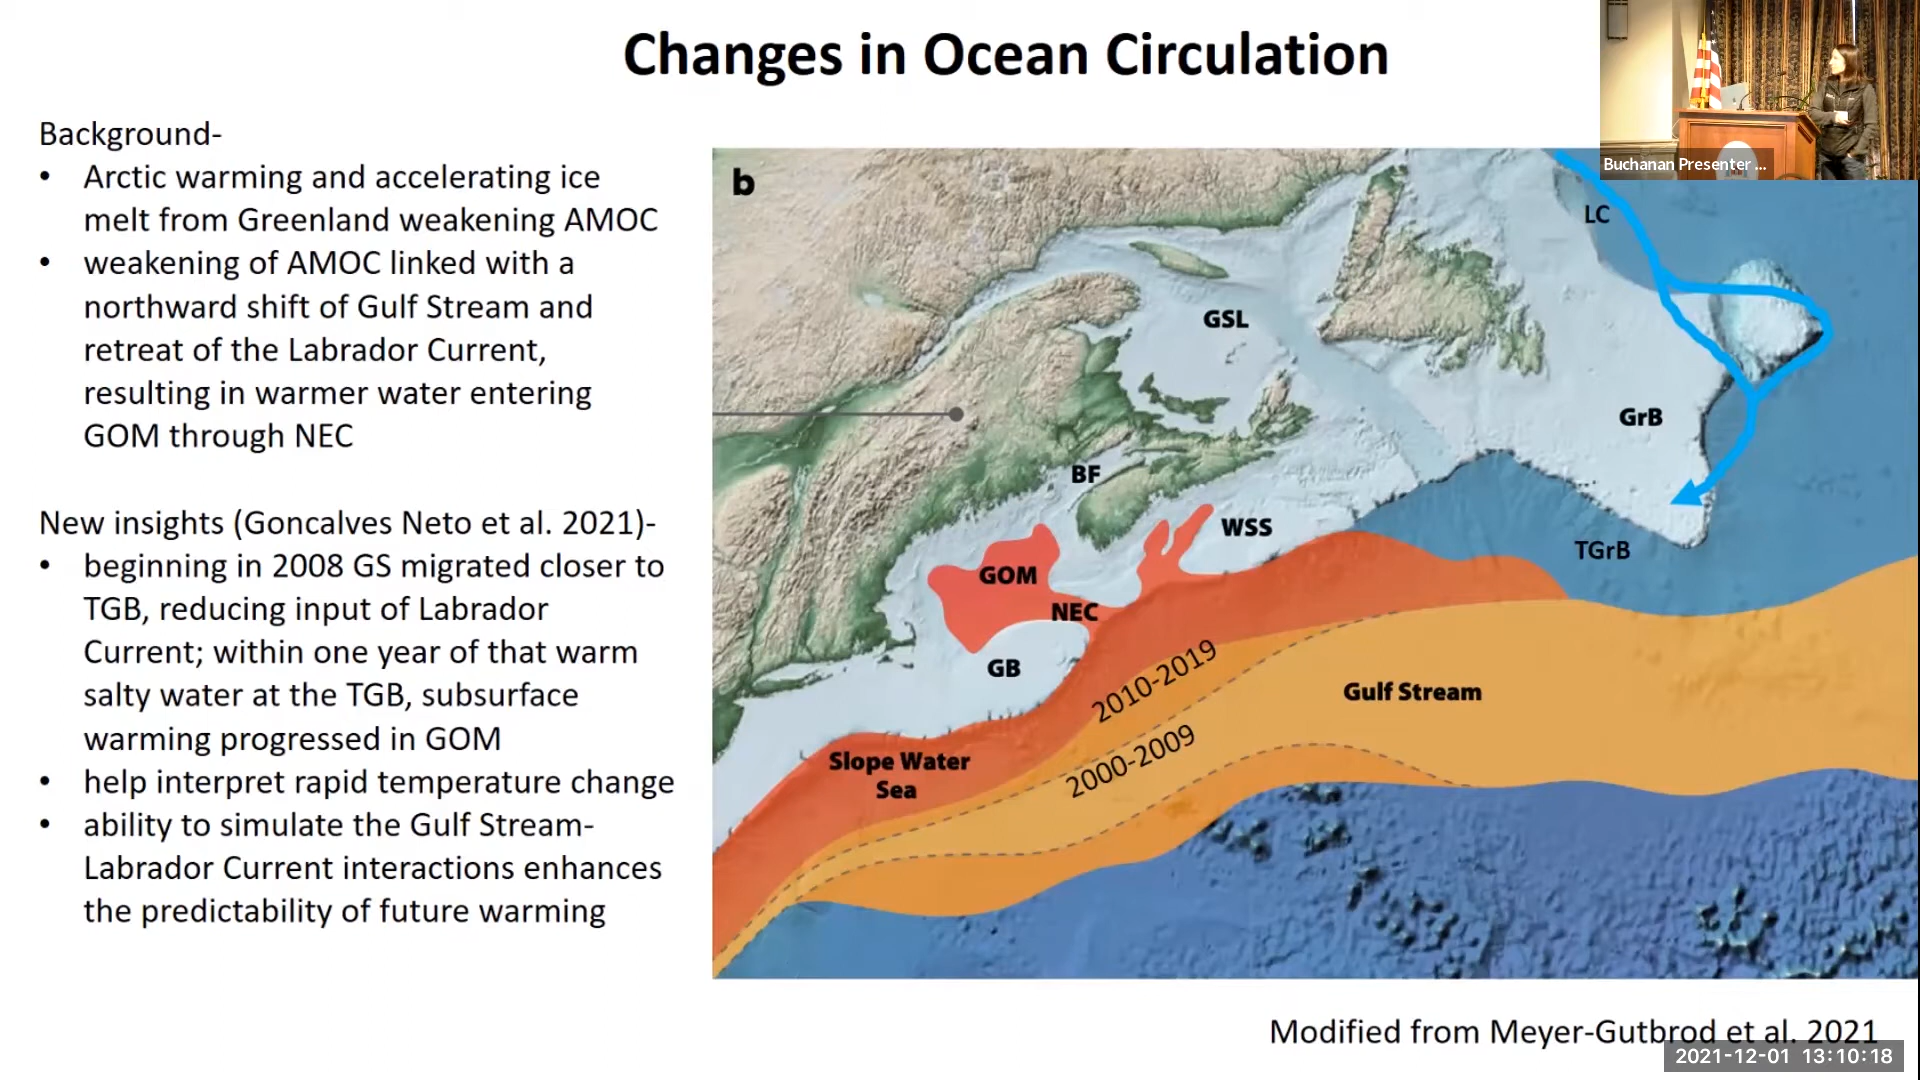 Changes in Ocean Circulation
Background-
• Arctic warming and accelerating ice
melt from Greenland weakening AMOC
• weakening of AMOC linked with a
northward shift of Gulf Stream and
retreat of the Labrador Current,
resulting in warmer water entering
GOM through NEC
New insights (Goncalves Neto et al. 2021)-
• beginning in 2008 GS migrated closer to
TGB, reducing input of Labrador
Current; within one year of that warm
salty water at the TGB, subsurface
warming progressed in GOM
• help interpret rapid temperature change
• ability to simulate the Gulf Stream-
Labrador Current interactions enhances
the predictability of future warming
b
LC
GSL
GrB
BF
WSS
TGrB
GOM
NEC
GB
2010-2019
Gulf Stream
2000-2009
Slope Water
Sea
Buchanan Presenter ...
Modified from Meyer-Gutbrod et al. 2021
2021-12-01 13:10:18